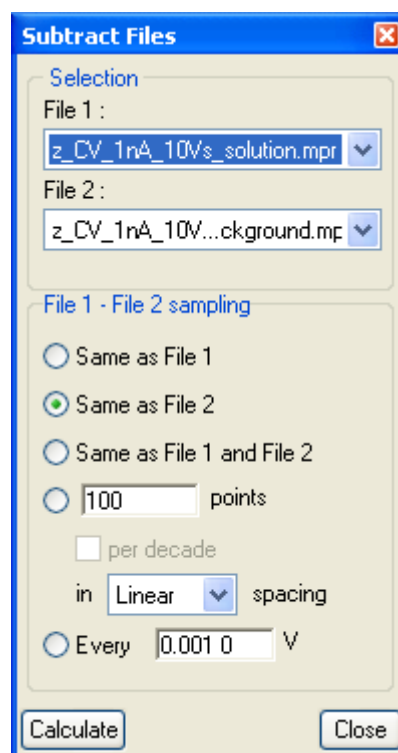 Subtract Files
Selection
File 1 :
z_CV_1nA_10Vs_solution.mpr
File 2 :
z_CV_1nA_10V...ckground.mp
File 1 - File 2 sampling
Same as File 1
Same as File 2
Same as File 1 and File 2
100 points
per decade
in Linear spacing
Every 0.001 0 V
Calculate Close